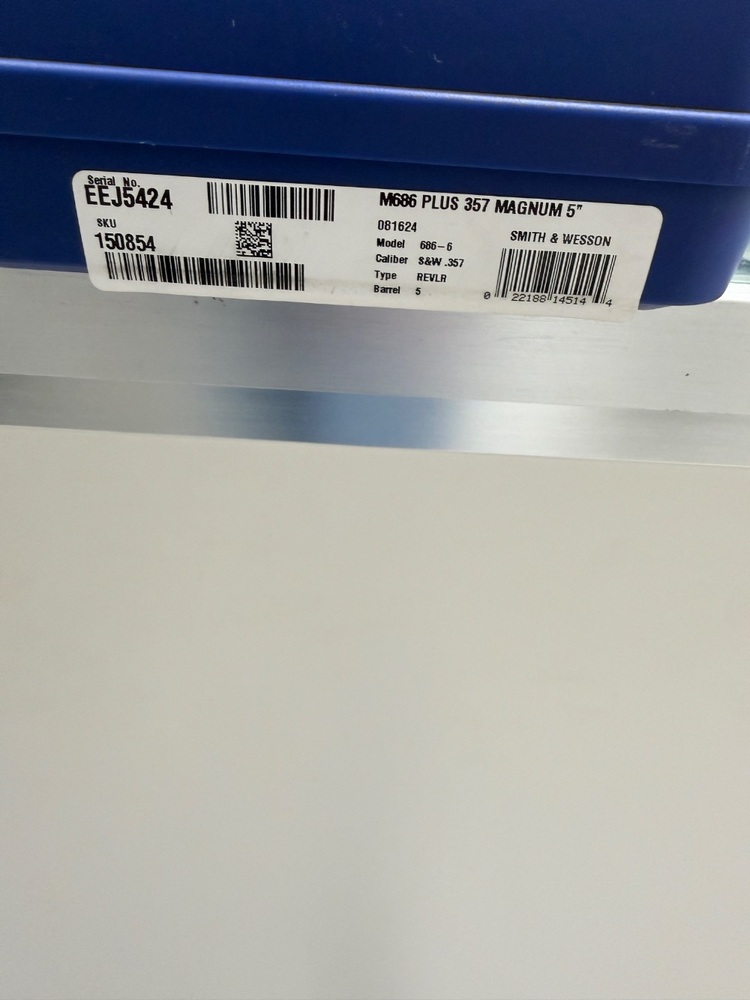 Serial No.
EEJ5424
SKU
150854
M686 PLUS 357 MAGNUM 5"
081624
Model 686-6
Caliber S&W .357
Type REVLR
Barrel 5
SMITH & WESSON
0 22188 14514 4